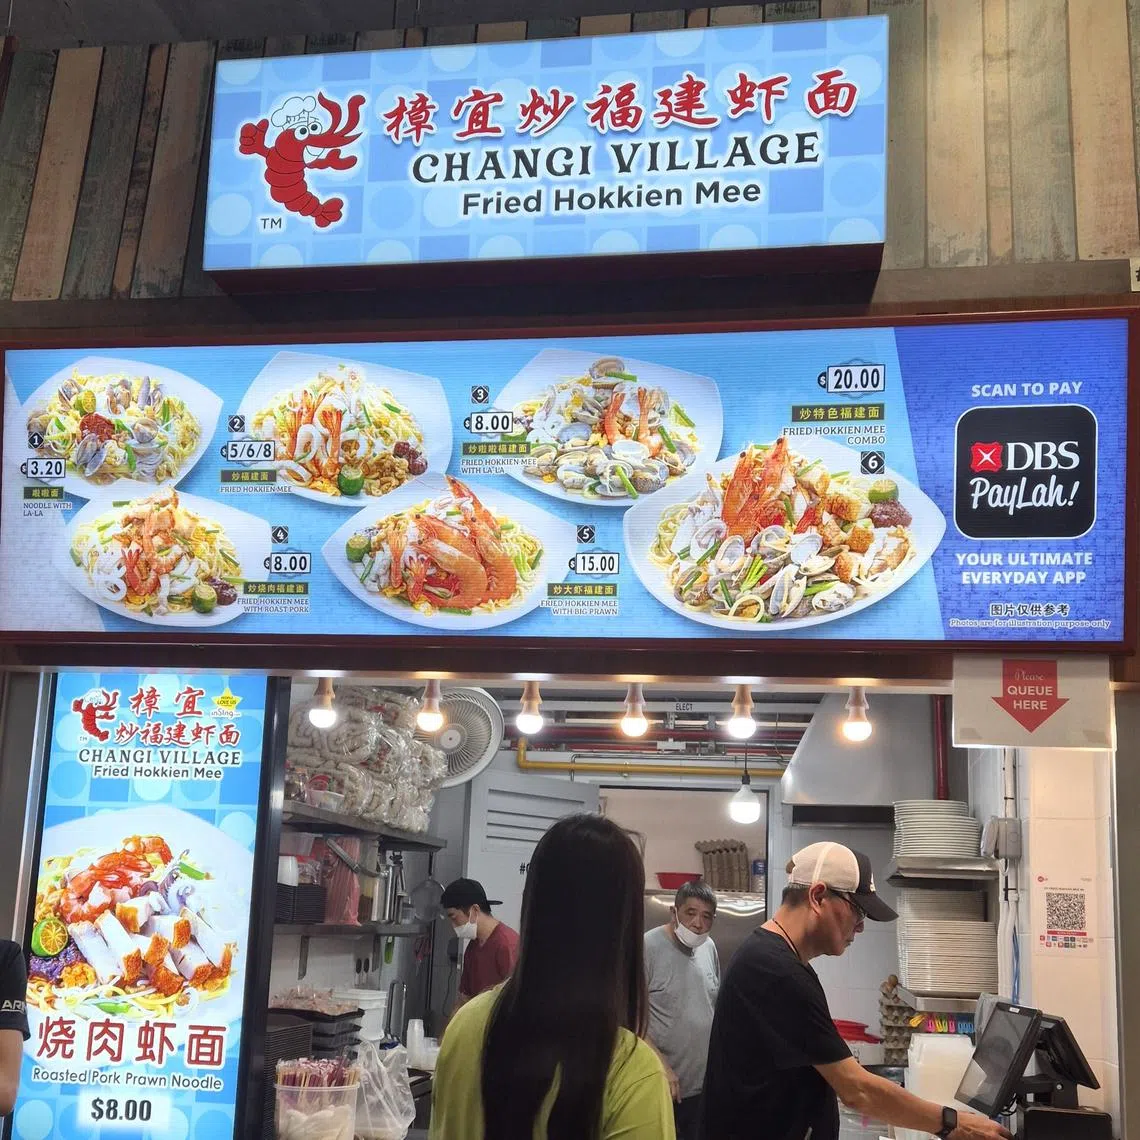 樟宜炒福建虾面
CHANGI VILLAGE
Fried Hokkien Mee
TM
1
$3.20
啦啦面
NOODLE WITH
LA-LA
2
$5/6/8
炒福建面
FRIED HOKKIEN MEE
3
$8.00
炒啦啦福建面
FRIED HOKKIEN MEE
WITH LA-LA
4
$8.00
炒烧肉福建面
FRIED HOKKIEN MEE
WITH ROAST PORK
5
$15.00
炒大虾福建面
FRIED HOKKIEN MEE
WITH BIG PRAWN
$20.00
炒特色福建面
FRIED HOKKIEN MEE
COMBO
6
SCAN TO PAY
DBS
PayLah!
YOUR ULTIMATE
EVERYDAY APP
图片仅供参考
Photos are for illustration purpose only
Please
QUEUE
HERE
樟宜
炒福建虾面
TM
CHANGI VILLAGE
Fried Hokkien Mee
PEOPLE
LOVE US
inSing
烧肉虾面
Roasted Pork Prawn Noodle
$8.00
ELECT